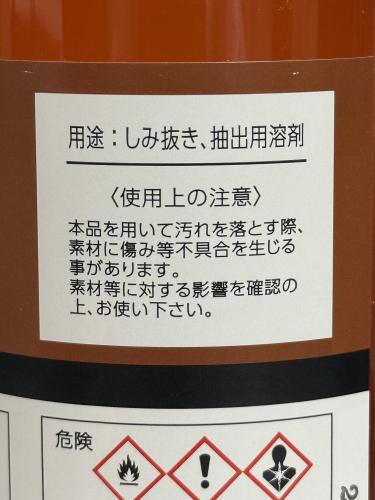 用途：しみ抜き、抽出用溶剤
〈使用上の注意〉
本品を用いて汚れを落とす際、
素材に傷み等不具合を生じる
事があります。
素材等に対する影響を確認の
上、お使い下さい。
危険